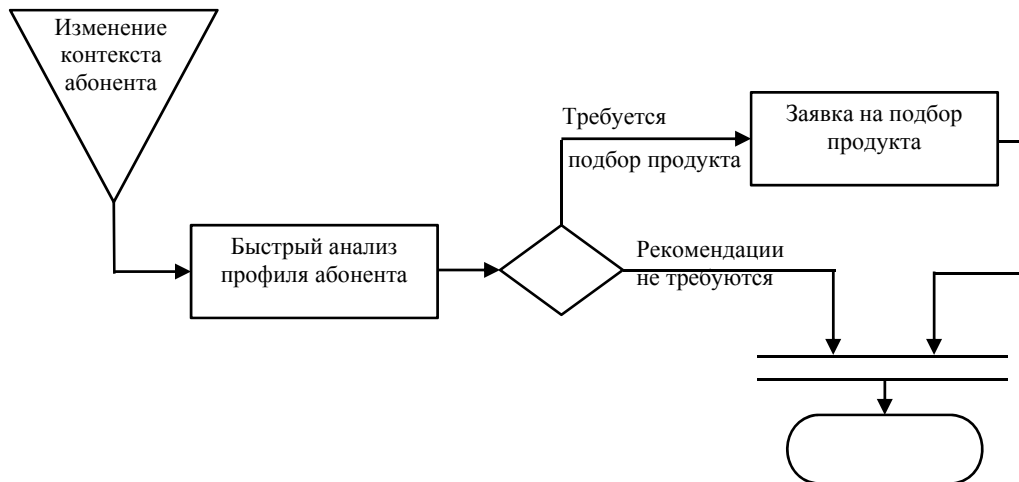 Изменение
контекста
абонента
Быстрый анализ
профиля абонента
Требуется
подбор продукта
Заявка на подбор
продукта
Рекомендации
не требуются